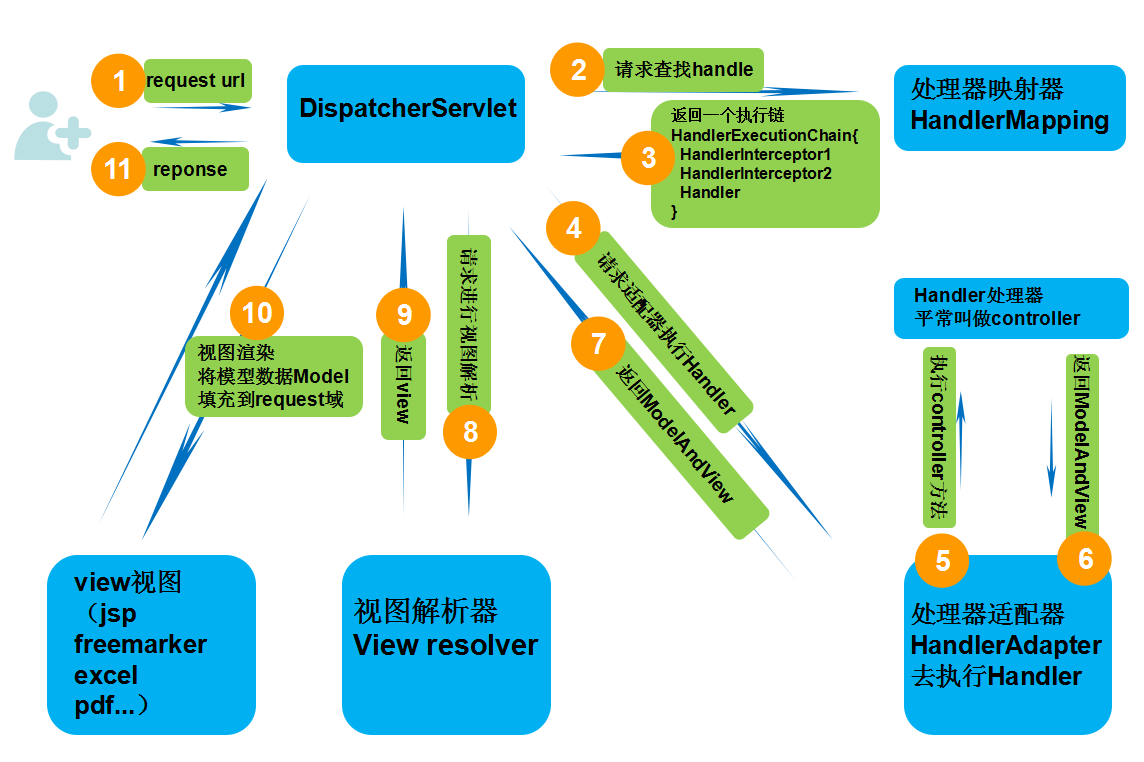 1
request url
DispatcherServlet
2
请求查找handle
处理器映射器
HandlerMapping
返回一个执行链
HandlerExecutionChain{
HandlerInterceptor1
HandlerInterceptor2
Handler
}
3
11
reponse
4
请求适配器执行Handler
7
返回ModelAndView
Handler处理器
平常叫做controller
执行controller方法
5
返回ModelAndView
6
10
视图渲染
将模型数据Model
填充到request域
9
返回view
请求进行视图解析
8
view视图
（jsp
freemarker
excel
pdf...）
视图解析器
View resolver
处理器适配器
HandlerAdapter
去执行Handler